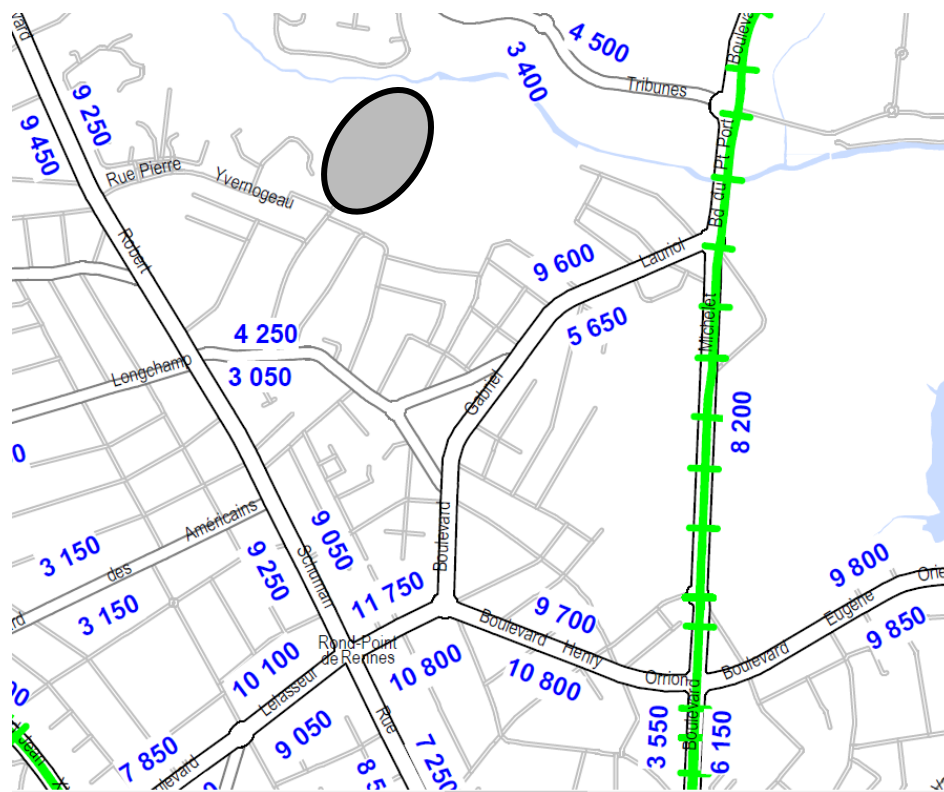 4 500
3 400
Tribunes
9 250
9 450
Rue Pierre
Yvernogeau
Bd du Pt Port
Robert
9 600
Lauriol
5 650
Michelet
4 250
Longchamp
3 050
Gabriel
8 200
Américains
3 150
des
3 150
9 050
9 250
Schuman
Boulevard
11 750
9 700
9 800
Boulevard Henry
Orrion
Boulevard Eugène
9 850
Rond-Point
de Rennes
10 100
10 800
10 800
Lelasseur
9 050
Rue
7 850
7 250
3 550
Boulevard
6 150
Jean